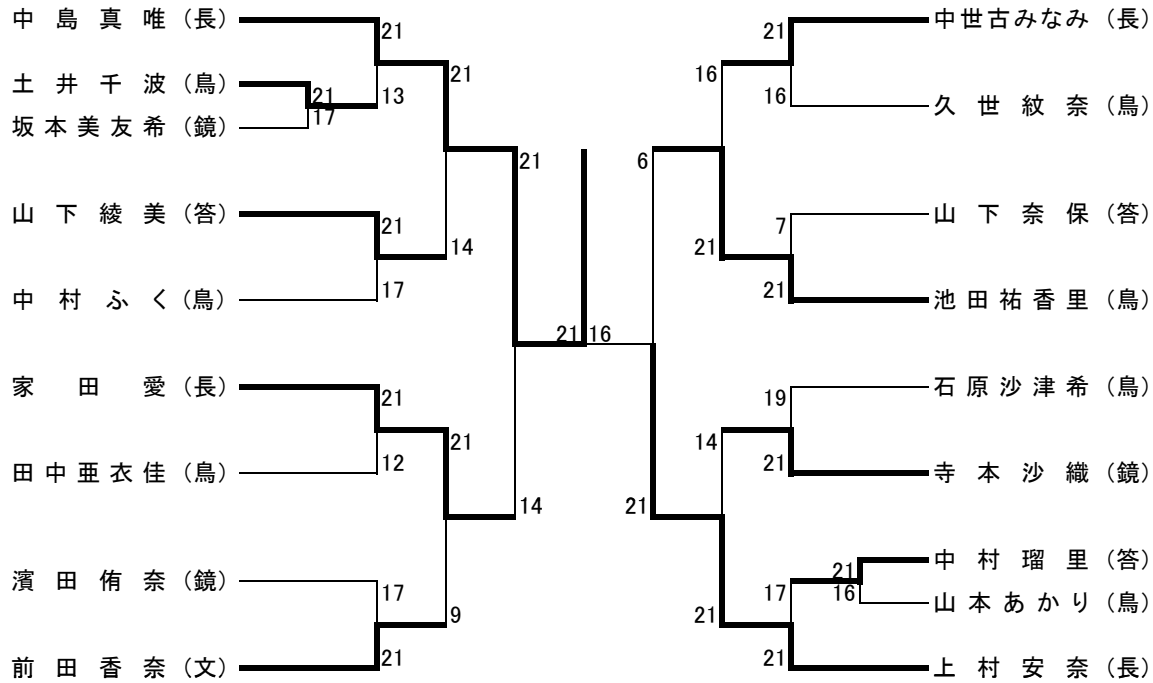 中島真唯（長） 21 21 中世古みなみ（長）
21 16
土井千波（鳥） 21 13 16 久世紋奈（鳥）
坂本美友希（鏡） 17
21 6
山下綾美（答） 21 7 山下奈保（答）
14 21
中村ふく（鳥） 17 21 池田祐香里（鳥）
21 16
家田愛（長） 21 19 石原沙津希（鳥）
21 14
田中亜衣佳（鳥） 12 21 寺本沙織（鏡）
14 21
中村瑠里（答）
濱田侑奈（鏡） 17 17 21
16 山本あかり（鳥）
9 21
前田香奈（文） 21 21 上村安奈（長）